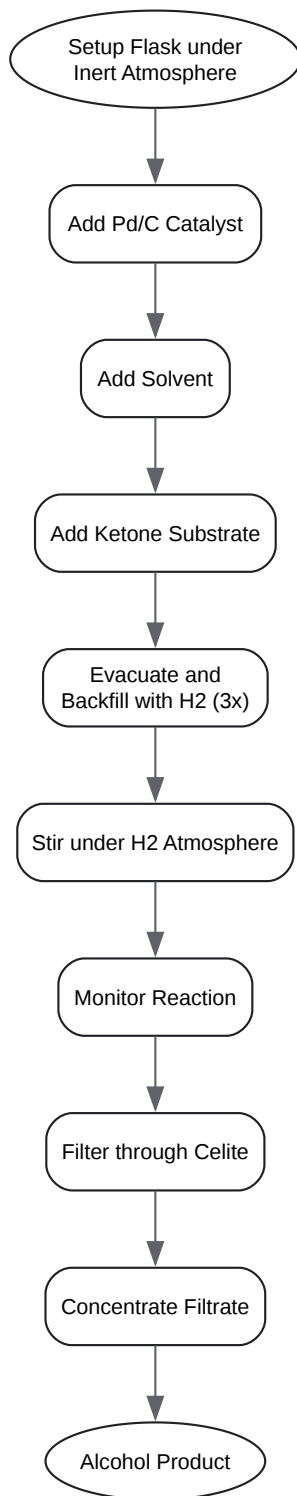 Setup Flask under
Inert Atmosphere
Add Pd/C Catalyst
Add Solvent
Add Ketone Substrate
Evacuate and
Backfill with H2 (3x)
Stir under H2 Atmosphere
Monitor Reaction
Filter through Celite
Concentrate Filtrate
Alcohol Product